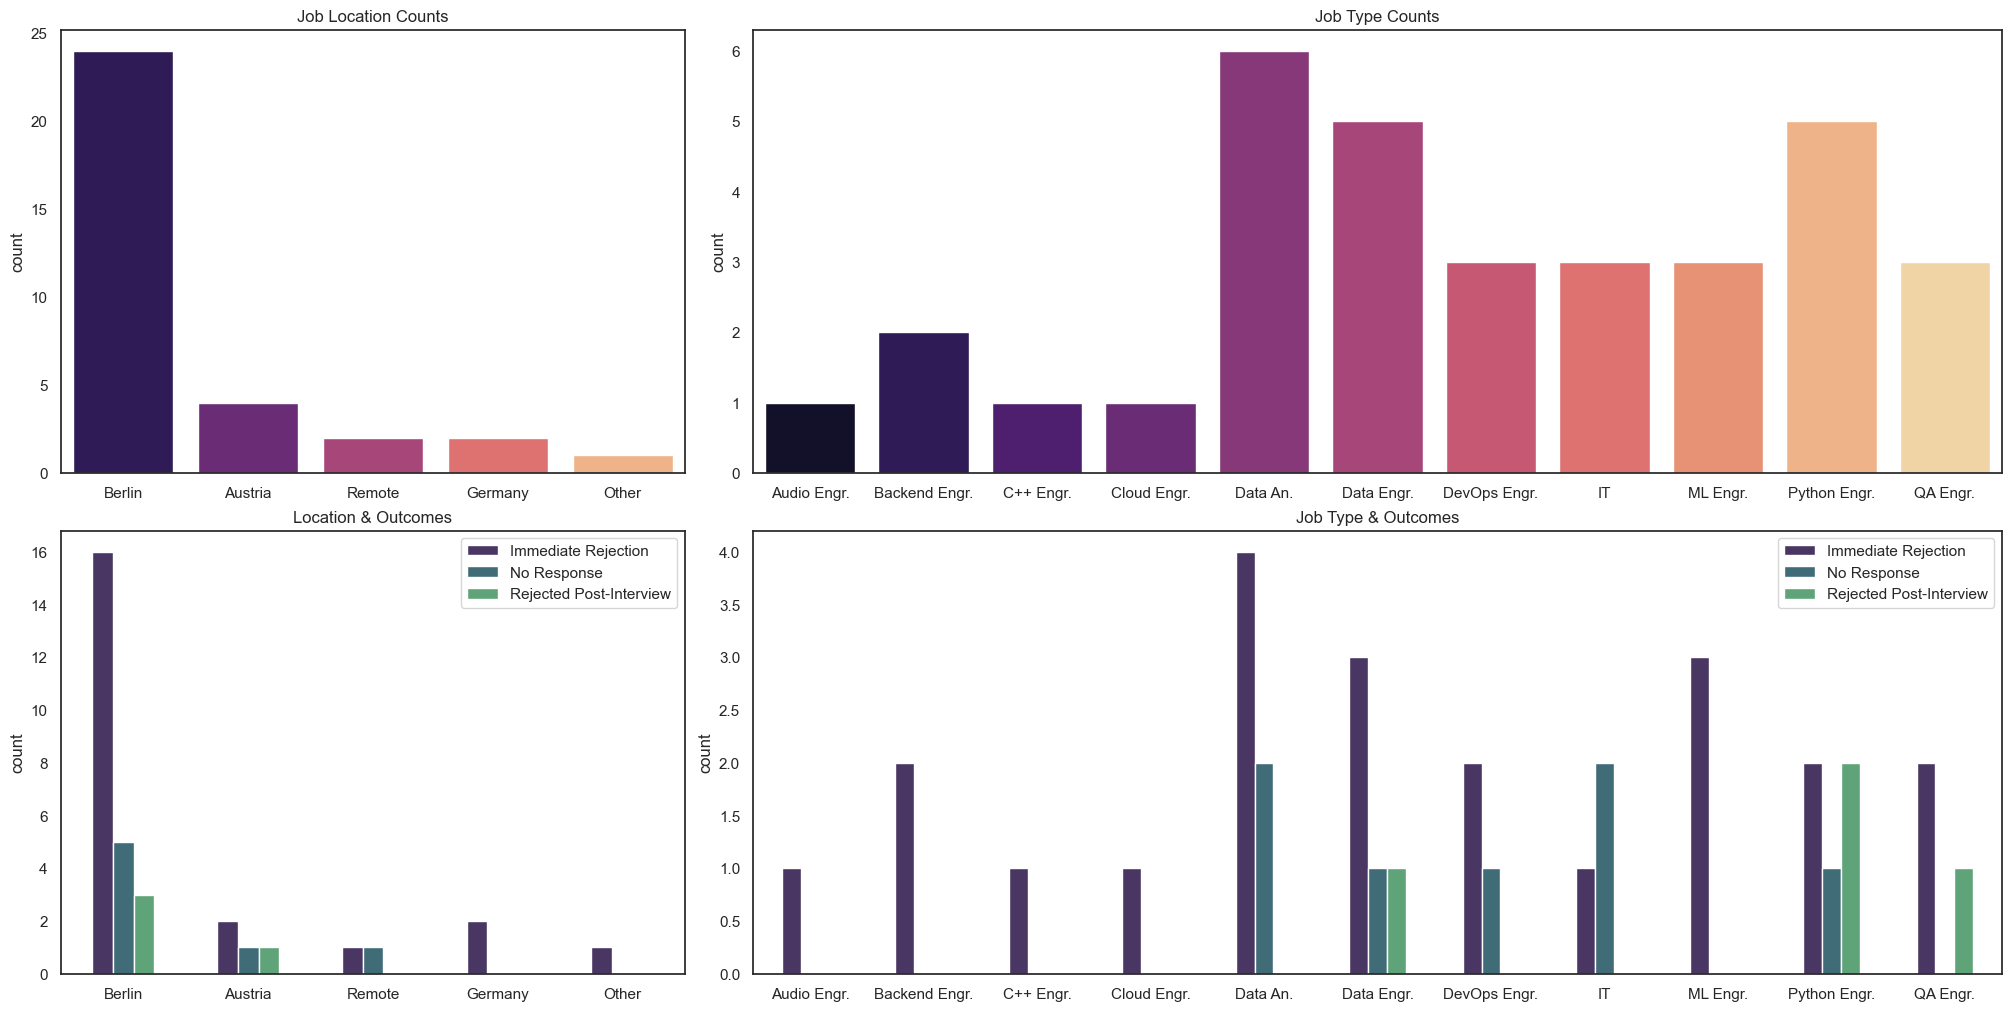 Job Location Counts
count
25
20
15
10
5
0
Berlin Austria Remote Germany Other
Job Type Counts
count
6
5
4
3
2
1
0
Audio Engr. Backend Engr. C++ Engr. Cloud Engr. Data An. Data Engr. DevOps Engr. IT ML Engr. Python Engr. QA Engr.
Location & Outcomes
Immediate Rejection
No Response
Rejected Post-Interview
count
16
14
12
10
8
6
4
2
0
Berlin Austria Remote Germany Other
Job Type & Outcomes
Immediate Rejection
No Response
Rejected Post-Interview
count
4.0
3.5
3.0
2.5
2.0
1.5
1.0
0.5
0.0
Audio Engr. Backend Engr. C++ Engr. Cloud Engr. Data An. Data Engr. DevOps Engr. IT ML Engr. Python Engr. QA Engr.